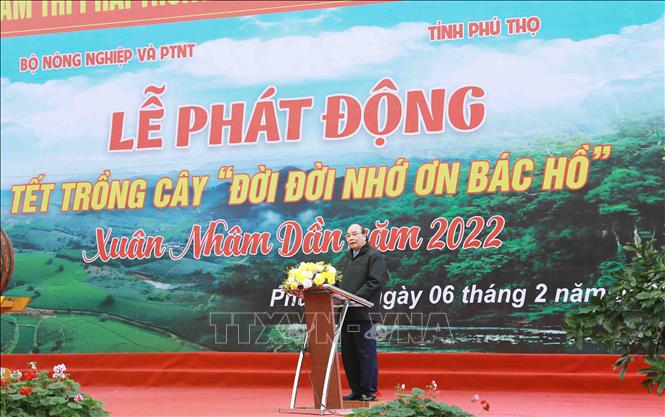 BỘ NÔNG NGHIỆP VÀ PTNT
TỈNH PHÚ THỌ
LỄ PHÁT ĐỘNG
TẾT TRỒNG CÂY “ĐỜI ĐỜI NHỚ ƠN BÁC HỒ”
Xuân Nhâm Dần năm 2022
Phú ngày 06 tháng 2 năm
TTXVN-VNA